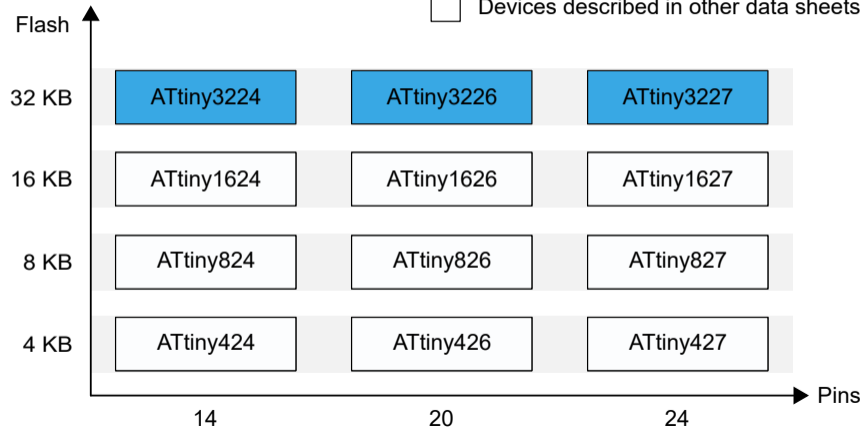 Devices described in other data sheets
Flash
32 KB ATtiny3224 ATtiny3226 ATtiny3227
16 KB ATtiny1624 ATtiny1626 ATtiny1627
8 KB ATtiny824 ATtiny826 ATtiny827
4 KB ATtiny424 ATtiny426 ATtiny427
Pins
14 20 24